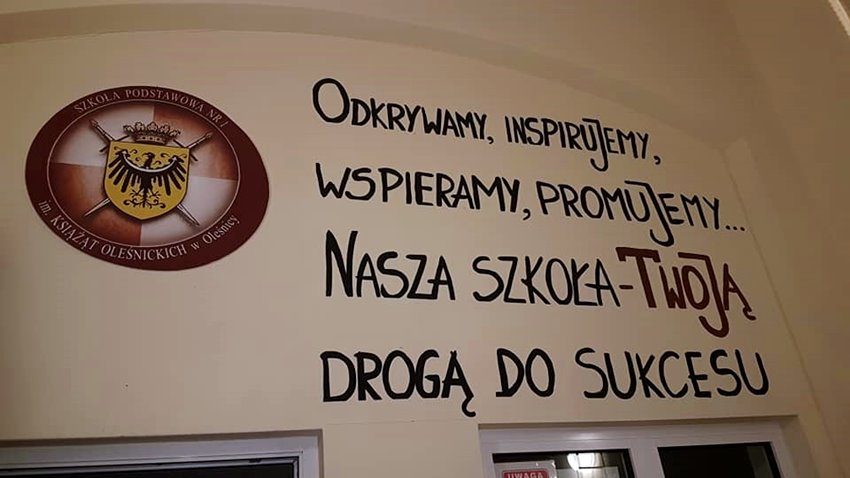 SZKOŁA PODSTAWOWA NR 1
im. KSIĄŻĄT OLEŚNICKICH w Oleśnicy
ODKRYWAMY, INSPIRUJEMY,
WSPIERAMY, PROMUJEMY...
NASZA SZKOŁA-TWOJĄ
DROGĄ DO SUKCESU
UWAGA